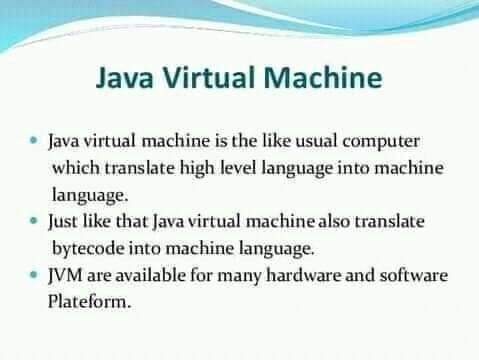 Java Virtual Machine
Java virtual machine is the like usual computer
which translate high level language into machine
language.
Just like that Java virtual machine also translate
bytecode into machine language.
JVM are available for many hardware and software
Plateform.